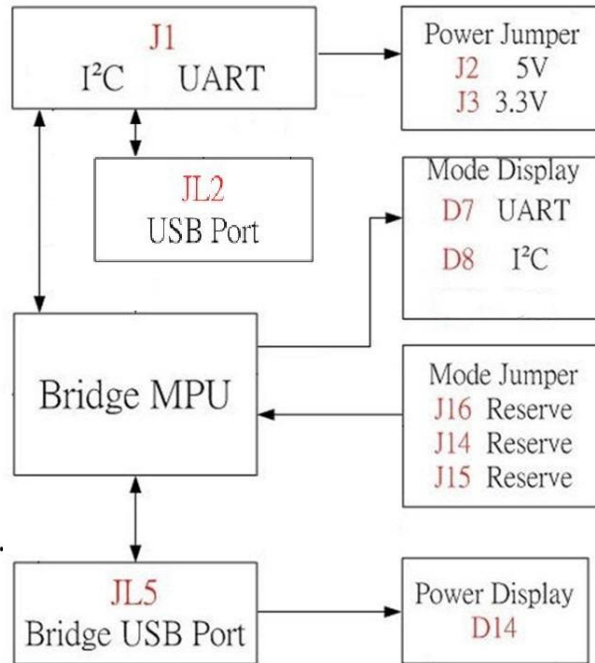 J1
I²C UART
Power Jumper
J2 5V
J3 3.3V
JL2
USB Port
Mode Display
D7 UART
D8 I²C
Bridge MPU
Mode Jumper
J16 Reserve
J14 Reserve
J15 Reserve
JL5
Bridge USB Port
Power Display
D14